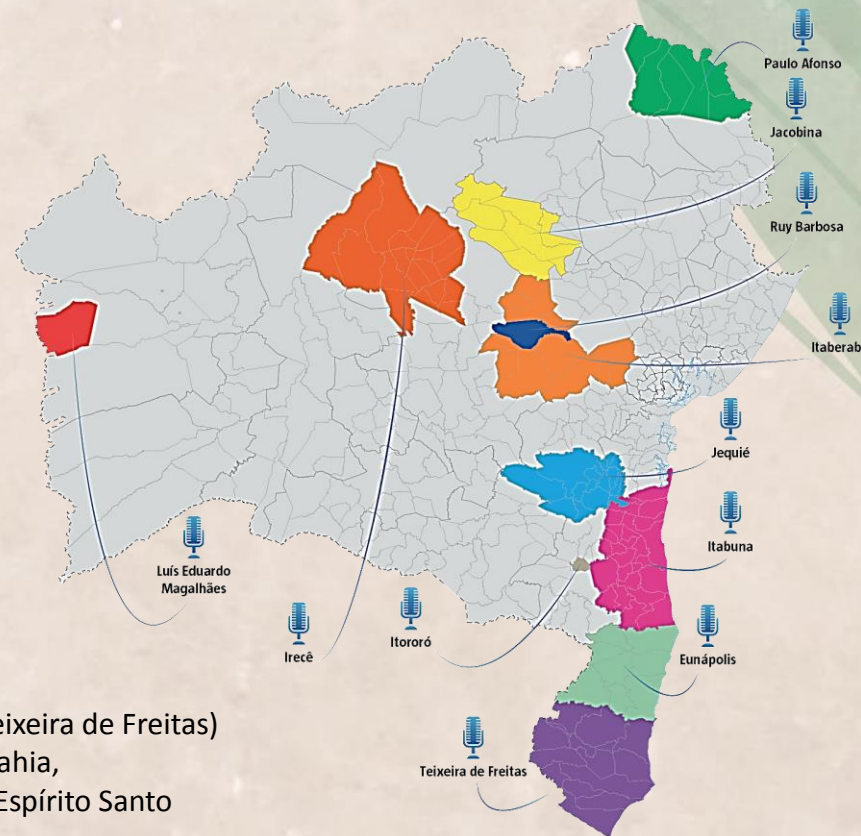 Paulo Afonso
Jacobina
Ruy Barbosa
Itaberab
Jequié
Itabuna
Luís Eduardo
Magalhães
Irecê
Itororó
Eunápolis
Teixeira de Freitas
eixeira de Freitas)
ahia,
Espírito Santo